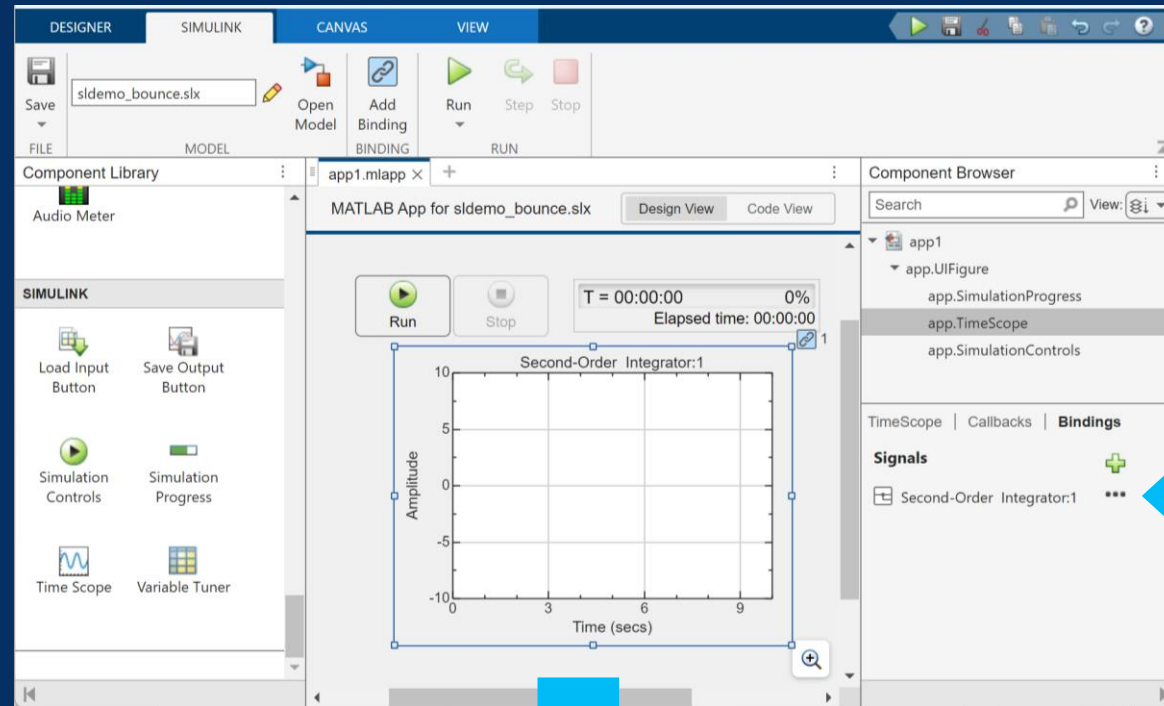 DESIGNER SIMULINK CANVAS VIEW
?
sldemo_bounce.slx
Save Open Model Add Binding Run Step Stop
FILE MODEL BINDING RUN
Component Library
Audio Meter
SIMULINK
Load Input Button Save Output Button
Simulation Controls Simulation Progress
Time Scope Variable Tuner
app1.mlapp
MATLAB App for sldemo_bounce.slx Design View Code View
Run Stop
T = 00:00:00 0%
Elapsed time: 00:00:00
1
Second-Order Integrator:1
10
5
0
-5
-10
Amplitude
0 3 6 9
Time (secs)
Component Browser
Search View:
app1
app.UIFigure
app.SimulationProgress
app.TimeScope
app.SimulationControls
TimeScope | Callbacks | Bindings
Signals
Second-Order Integrator:1